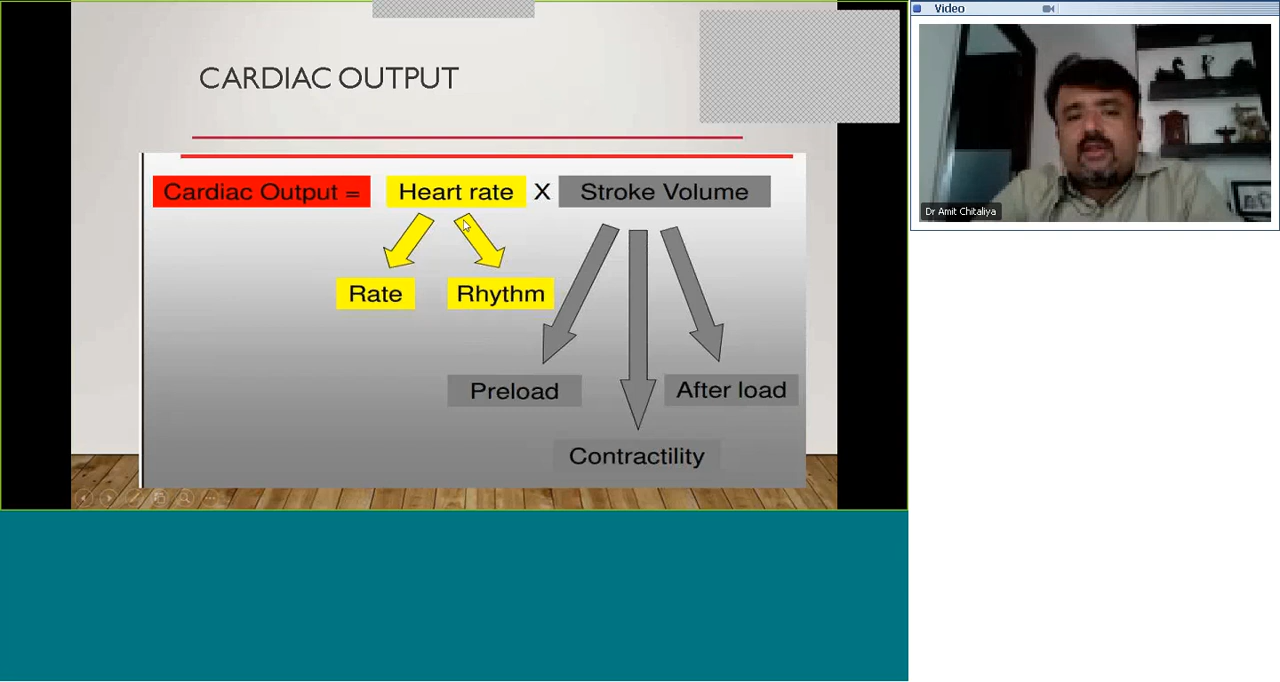 Video
CARDIAC OUTPUT
Cardiac Output = Heart rate X Stroke Volume
Rate Rhythm
Preload After load
Contractility
Dr Amit Chitaliya